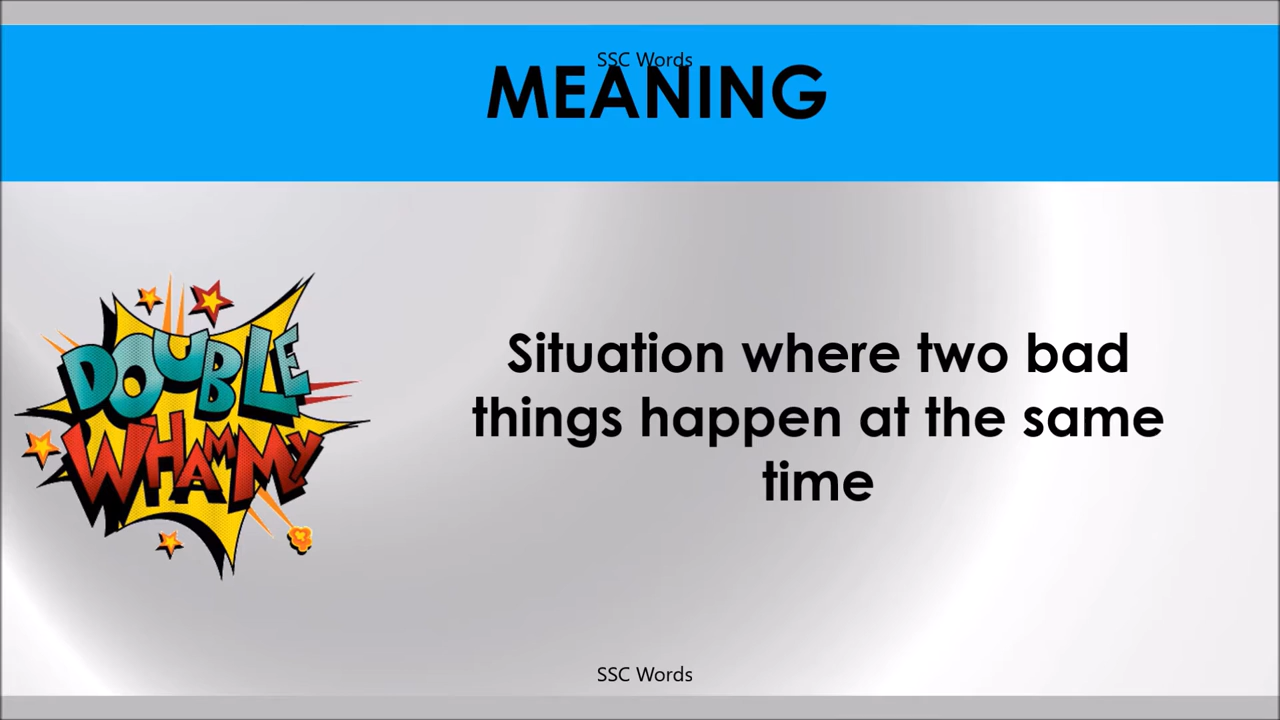 SSC Words
MEANING
DOUBLE
WHAMMY
Situation where two bad
things happen at the same
time
SSC Words